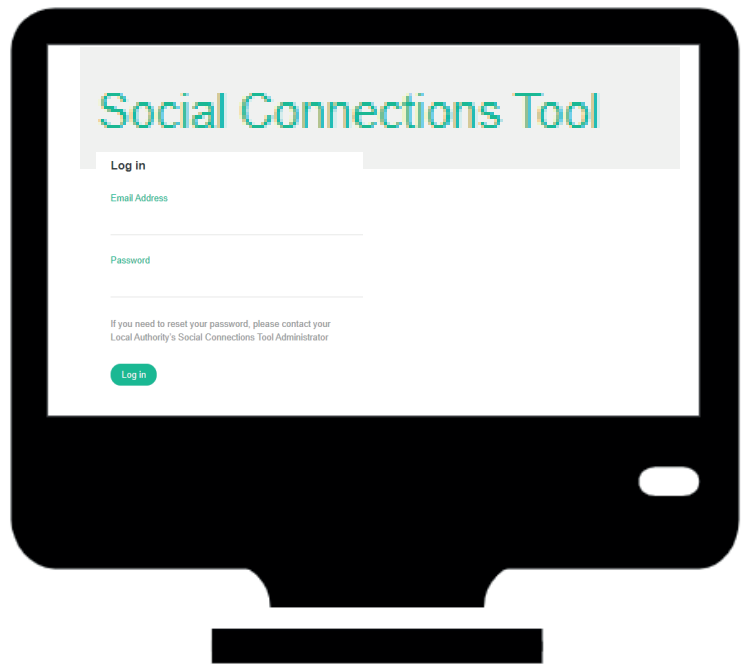 Social Connections Tool
Log in
Email Address
Password
If you need to reset your password, please contact your
Local Authority's Social Connections Tool Administrator
Log in